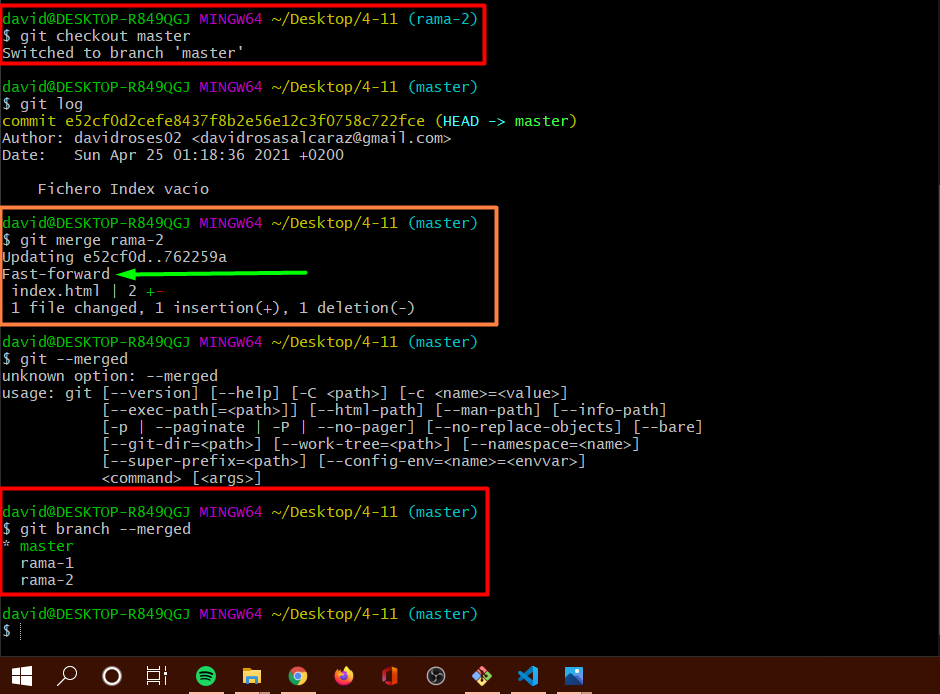 david@DESKTOP-R849QGJ MINGW64 ~/Desktop/4-11 (rama-2)
$ git checkout master
Switched to branch 'master'
david@DESKTOP-R849QGJ MINGW64 ~/Desktop/4-11 (master)
$ git log
commit e52cf0d2cefe8437f8b2e56e12c3f0758c722fce (HEAD -> master)
Author: davidroses02 <davidrosasalcaraz@gmail.com>
Date:   Sun Apr 25 01:18:36 2021 +0200
    Fichero Index vacío
david@DESKTOP-R849QGJ MINGW64 ~/Desktop/4-11 (master)
$ git merge rama-2
Updating e52cf0d..762259a
Fast-forward
 index.html | 2 +-
 1 file changed, 1 insertion(+), 1 deletion(-)
david@DESKTOP-R849QGJ MINGW64 ~/Desktop/4-11 (master)
$ git --merged
unknown option: --merged
usage: git [--version] [--help] [-C <path>] [-c <name>=<value>]
           [--exec-path[=<path>]] [--html-path] [--man-path] [--info-path]
           [-p | --paginate | -P | --no-pager] [--no-replace-objects] [--bare]
           [--git-dir=<path>] [--work-tree=<path>] [--namespace=<name>]
           [--super-prefix=<path>] [--config-env=<name>=<envvar>]
           <command> [<args>]
david@DESKTOP-R849QGJ MINGW64 ~/Desktop/4-11 (master)
$ git branch --merged
* master
  rama-1
  rama-2
david@DESKTOP-R849QGJ MINGW64 ~/Desktop/4-11 (master)
$